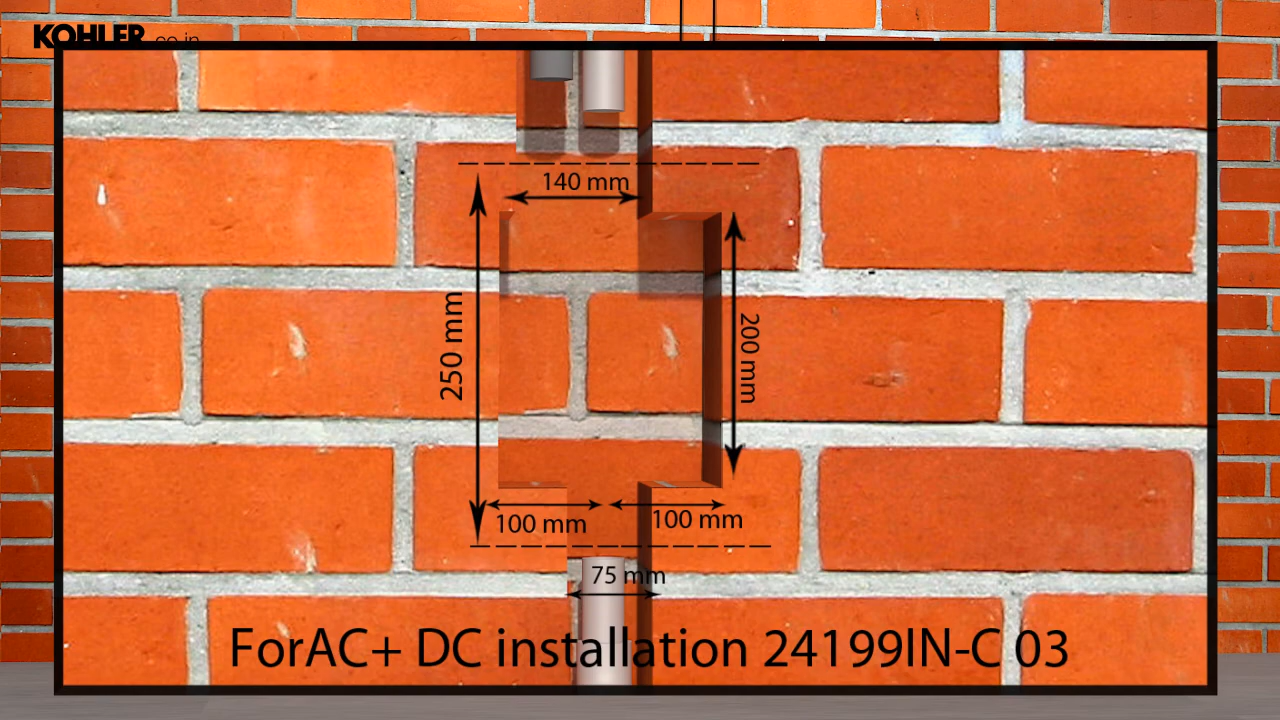 KOHLER.co.in
140 mm
250 mm
200 mm
100 mm
100 mm
75 mm
ForAC+ DC installation 24199IN-C 03